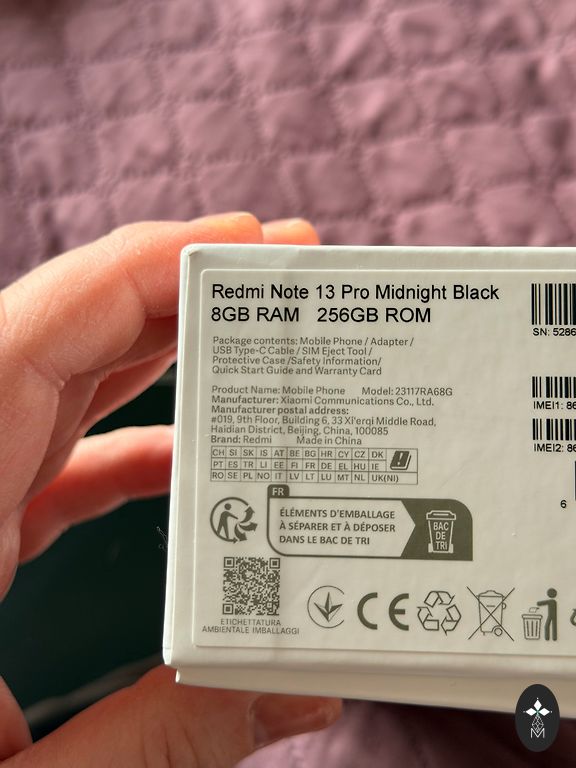 Redmi Note 13 Pro Midnight Black
8GB RAM 256GB ROM
Package contents: Mobile Phone / Adapter /
USB Type-C Cable / SIM Eject Tool /
Protective Case /Safety Information/
Quick Start Guide and Warranty Card
Product Name: Mobile Phone Model: 23117RA68G
Manufacturer: Xiaomi Communications Co., Ltd.
Manufacturer postal address:
#019, 9th Floor, Building 6, 33 Xi'erqi Middle Road,
Haidian District, Beijing, China, 100085
Brand: Redmi Made in China
CH SI SK IS AT BE BG HR CY CZ DK
PT ES TR LI EE FI FR DE EL HU IE
RO SE PL NO IT LV LT LU MT NL UK(NI)
FR
ÉLÉMENTS D'EMBALLAGE
À SÉPARER ET À DÉPOSER
DANS LE BAC DE TRI
BAC
DE
TRI
ETICHETTATURA
AMBIENTALE IMBALLAGGI
CE
SN: 5286
IMEI1: 86
IMEI2: 86
6
M